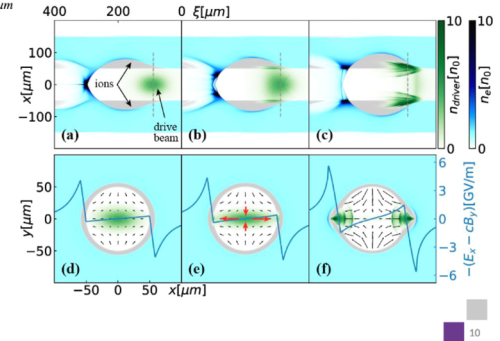 μm
400 200 0 ξ[μm]
x[μm]
100
0
−100
ions
drive
beam
(a) (b) (c)
10
0
n_driver[n_0]
10
0
n_e[n_0]
y[μm]
50
0
−50
(d) (e) (f)
6
3
0
−3
−6
−(E_x − cB_y)[GV/m]
−50 0 50 x[μm]
10